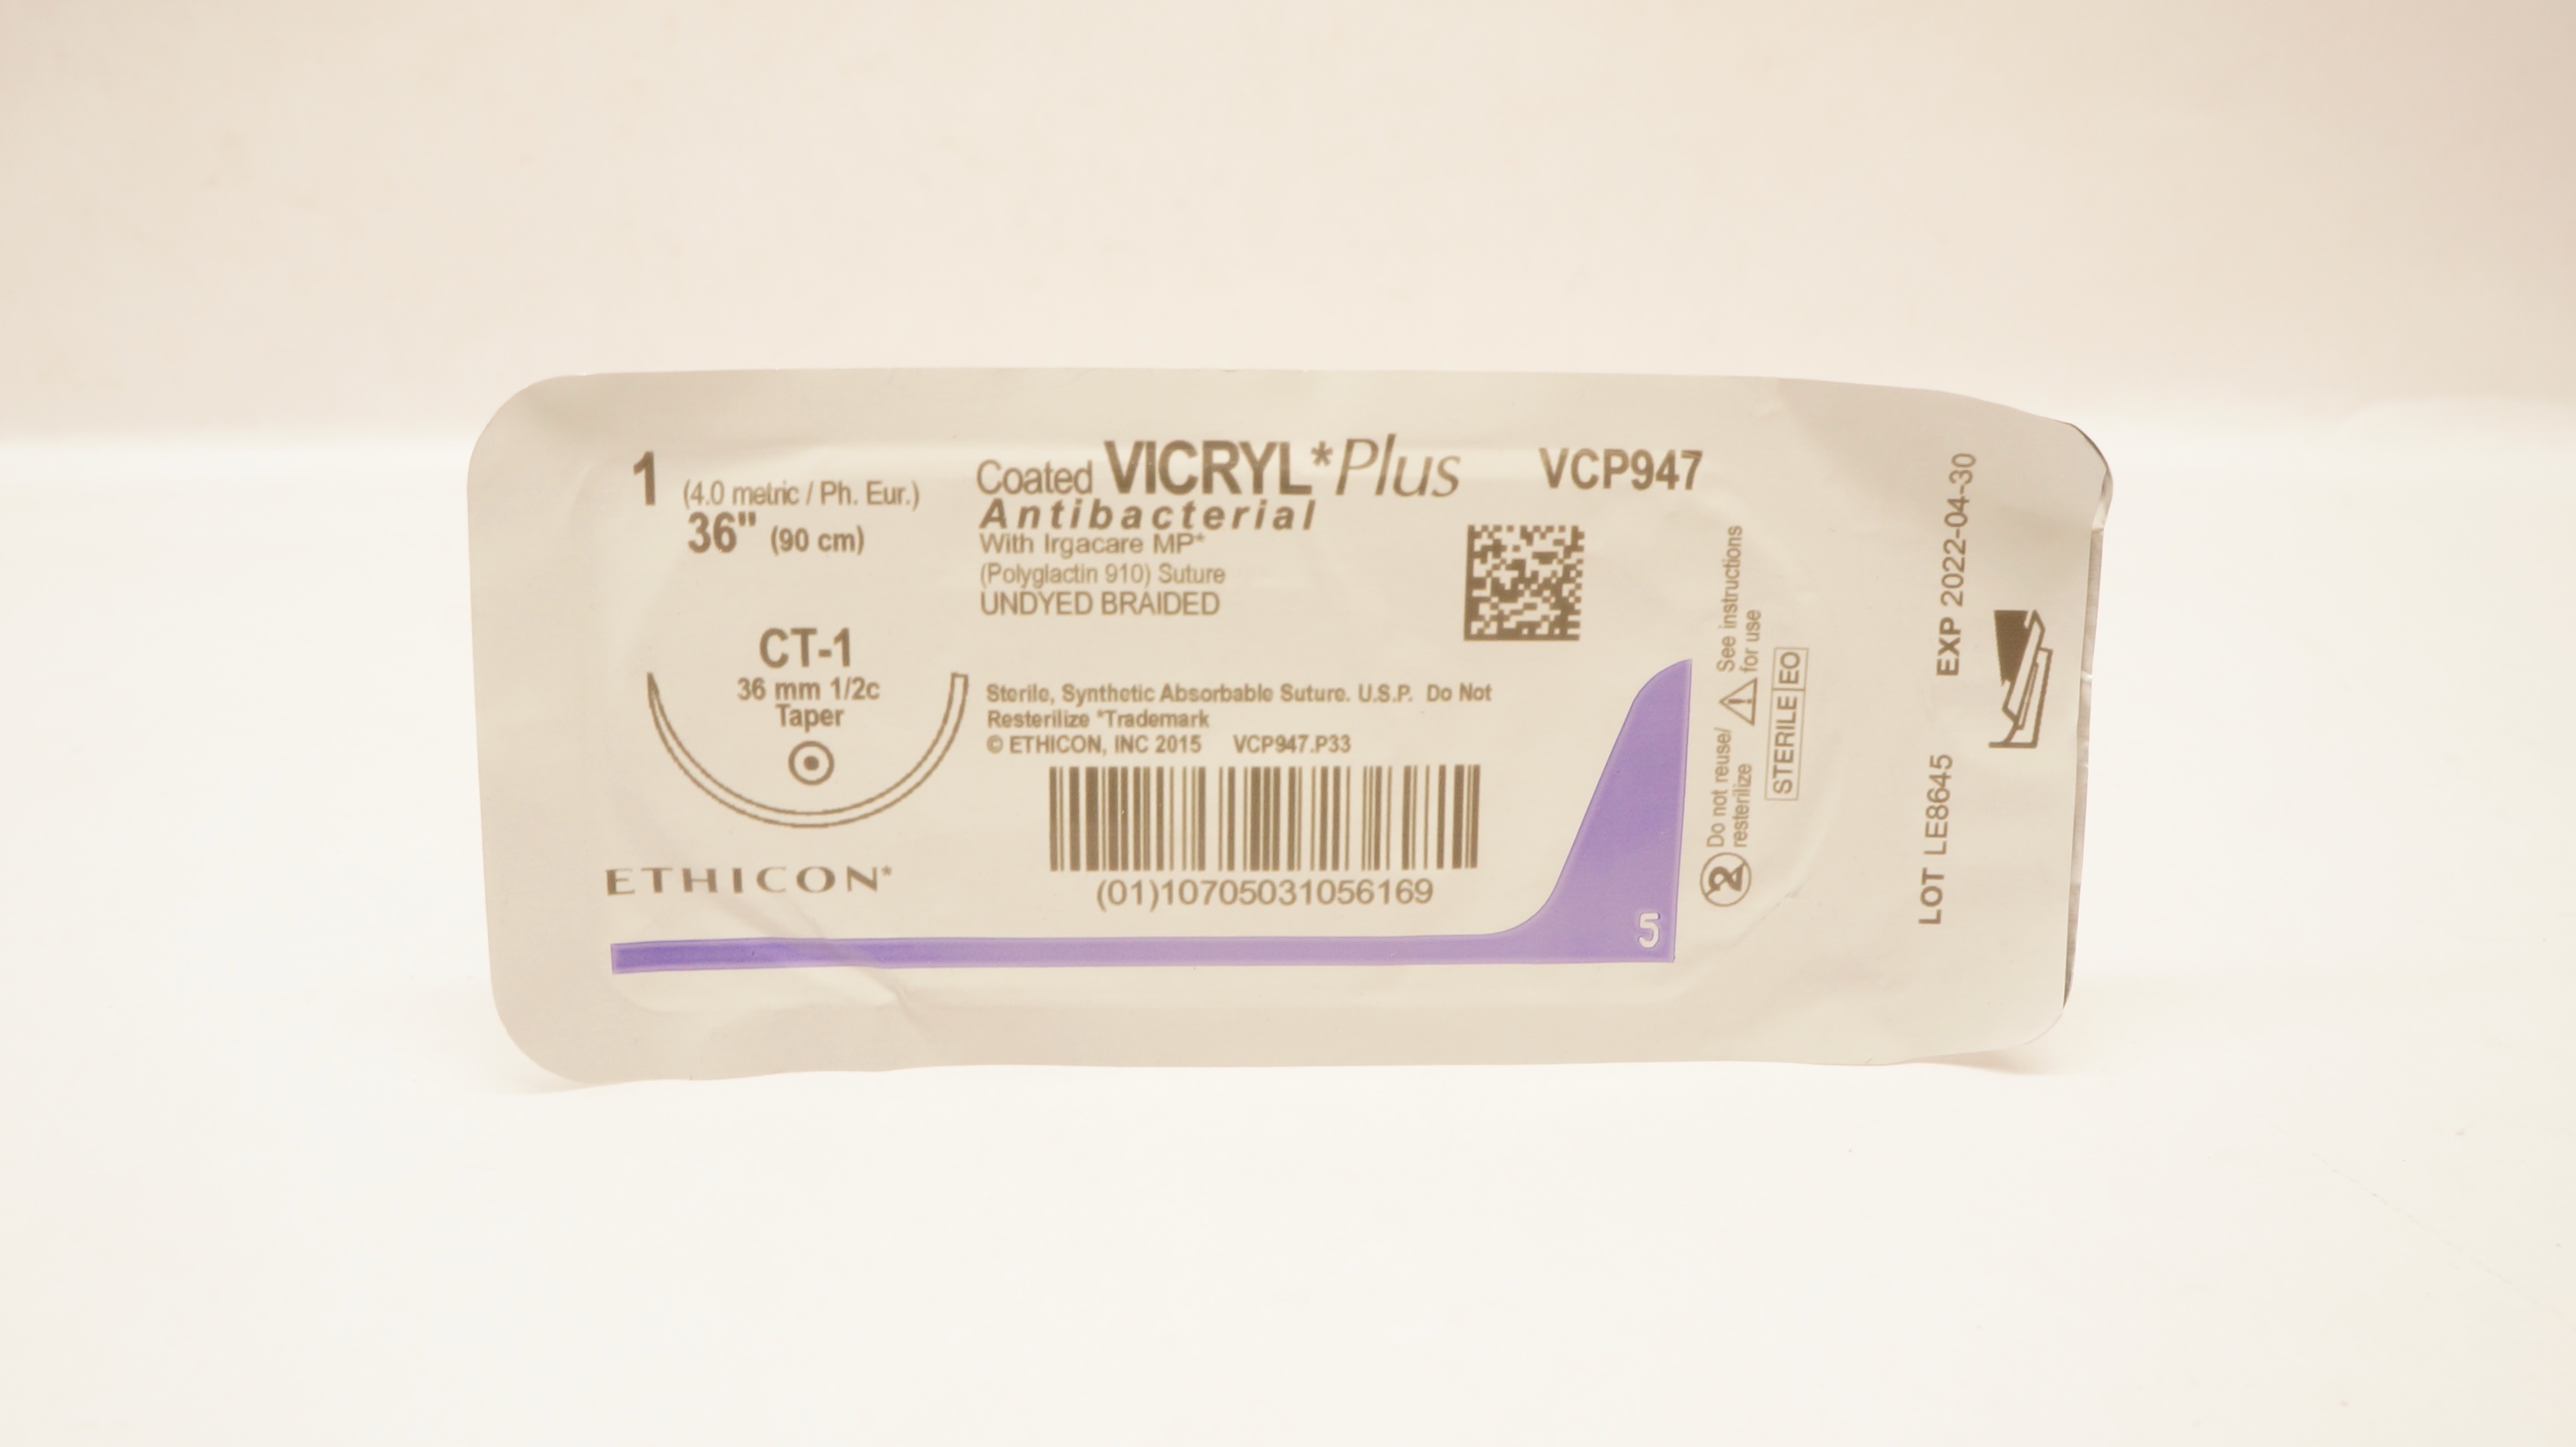 1 (4.0 metric / Ph. Eur.)
36" (90 cm)
CT-1
36 mm 1/2c
Taper
ETHICON*
Coated VICRYL* Plus
Antibacterial
With Irgacare MP*
(Polyglactin 910) Suture
UNDYED BRAIDED
VCP947
Sterile, Synthetic Absorbable Suture. U.S.P. Do Not
Resterilize *Trademark
© ETHICON, INC 2015 VCP947.P33
(01)10705031056169
5
2 Do not reuse/
resterilize
See instructions
for use
STERILE EO
LOT LE8645 EXP 2022-04-30